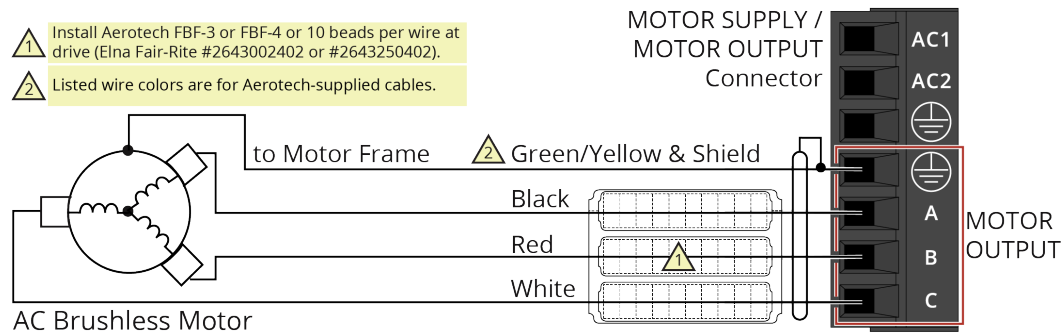 1 Install Aerotech FBF-3 or FBF-4 or 10 beads per wire at
drive (Elna Fair-Rite #2643002402 or #2643250402).
2 Listed wire colors are for Aerotech-supplied cables.
MOTOR SUPPLY /
MOTOR OUTPUT
Connector
AC1
AC2
to Motor Frame
2 Green/Yellow & Shield
Black
A
Red
1
B
White
C
MOTOR
OUTPUT
AC Brushless Motor